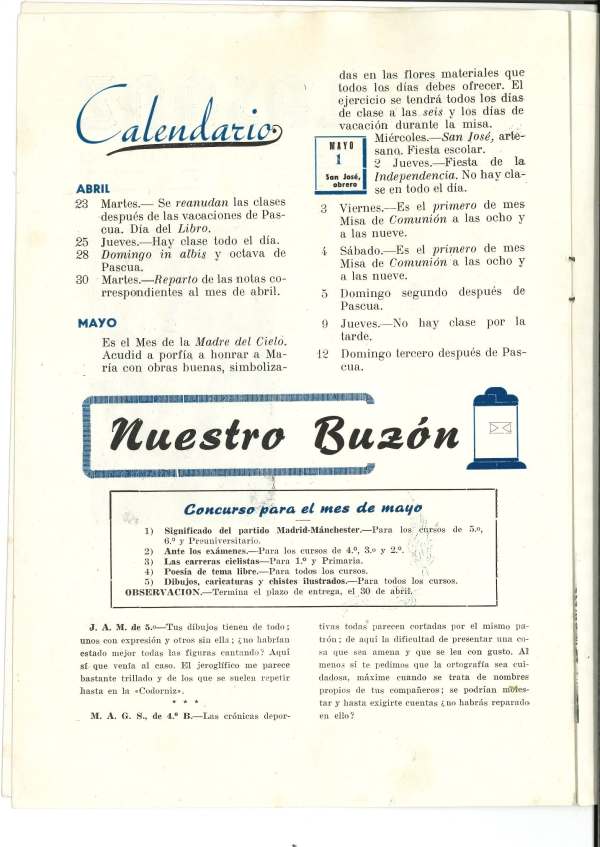 Calendario
ABRIL
23 Martes.— Se reanudan las clases
después de las vacaciones de Pas-
cua. Día del Libro.
25 Jueves.—Hay clase todo el día.
28 Domingo in albis y octava de
Pascua.
30 Martes.—Reparto de las notas co-
rrespondientes al mes de abril.
MAYO
Es el Mes de la Madre del Cielo.
Acudid a porfía a honrar a Ma-
ría con obras buenas, simboliza-
das en las flores materiales que
todos los días debes ofrecer. El
ejercicio se tendrá todos los días
de clase a las seis y los días de
vacación durante la misa.
MAYO
1
San José,
obrero
Miércoles.—San José, arte-
sano. Fiesta escolar.
2 Jueves.—Fiesta de la
Independencia. No hay cla-
se en todo el día.
3 Viernes.—Es el primero de mes
Misa de Comunión a las ocho y
a las nueve.
4 Sábado.—Es el primero de mes
Misa de Comunión a las ocho y
a las nueve.
5 Domingo segundo después de
Pascua.
9 Jueves.—No hay clase por la
tarde.
12 Domingo tercero después de Pas-
cua.
Nuestro Buzón
Concurso para el mes de mayo
1) Significado del partido Madrid-Mánchester.—Para los cursos de 5.º,
6.º y Preuniversitario.
2) Ante los exámenes.—Para los cursos de 4.º, 3.º y 2.º.
3) Las carreras ciclistas—Para 1.º y Primaria.
4) Poesía de tema libre.—Para todos los cursos.
5) Dibujos, caricaturas y chistes ilustrados.—Para todos los cursos.
OBSERVACION.—Termina el plazo de entrega, el 30 de abril.
J. A. M. de 5.º—Tus dibujos tienen de todo;
unos con expresión y otros sin ella; ¿no habrían
estado mejor todas las figuras cantando? Aquí
sí que venía al caso. El jeroglífico me parece
bastante trillado y de los que se suelen repetir
hasta en la «Codorniz».
* * *
M. A. G. S., de 4.º B.—Las crónicas depor-
tivas todas parecen cortadas por el mismo pa-
trón; de aquí la dificultad de presentar una co-
sa que sea amena y que se lea con gusto. Al
menos sí te pedimos que la ortografía sea cui-
dadosa, máxime cuando se trata de nombres
propios de tus compañeros; se podrían moles-
tar y hasta exigirte cuentas ¿no habrás reparado
en ello?